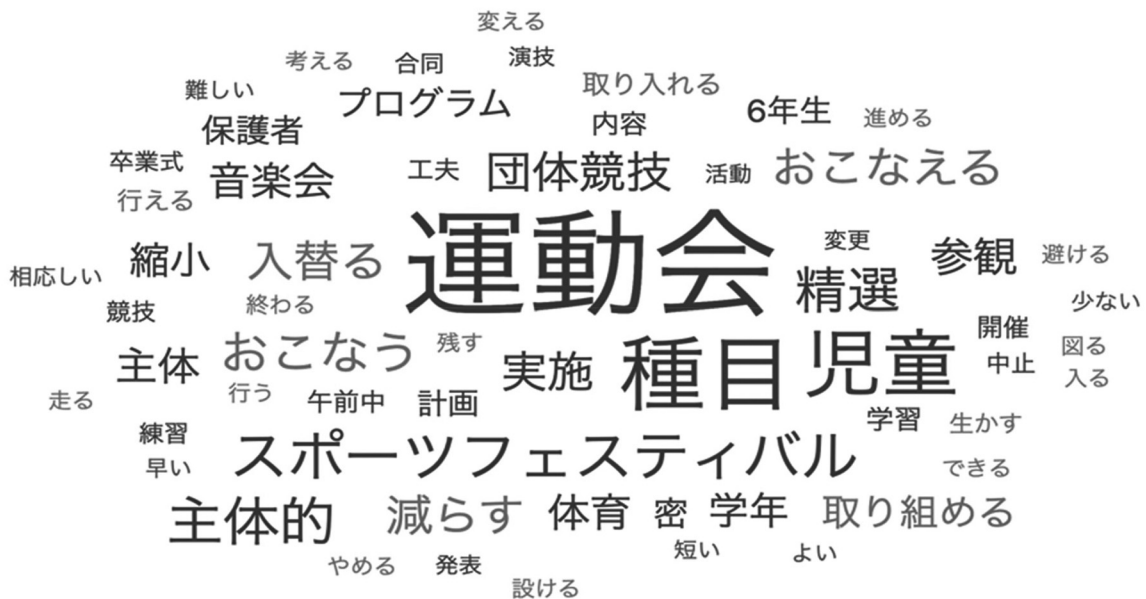 変える
考える 合同 演技
難しい プログラム 取り入れる
保護者 内容 6年生 進める
卒業式 音楽会 工夫 団体競技 活動 おこなえる
行える
運動会
相応しい 縮小 入替る 変更 参観 避ける
競技 終わる 精選 少ない
主体 おこなう 残す 実施 種目 児童 開催 図る
中止 入る
走る 行う 午前中 計画
練習 学習 生かす
早い スポーツフェスティバル できる
主体的 減らす 体育 密 学年 取り組める
やめる 発表 短い よい
設ける